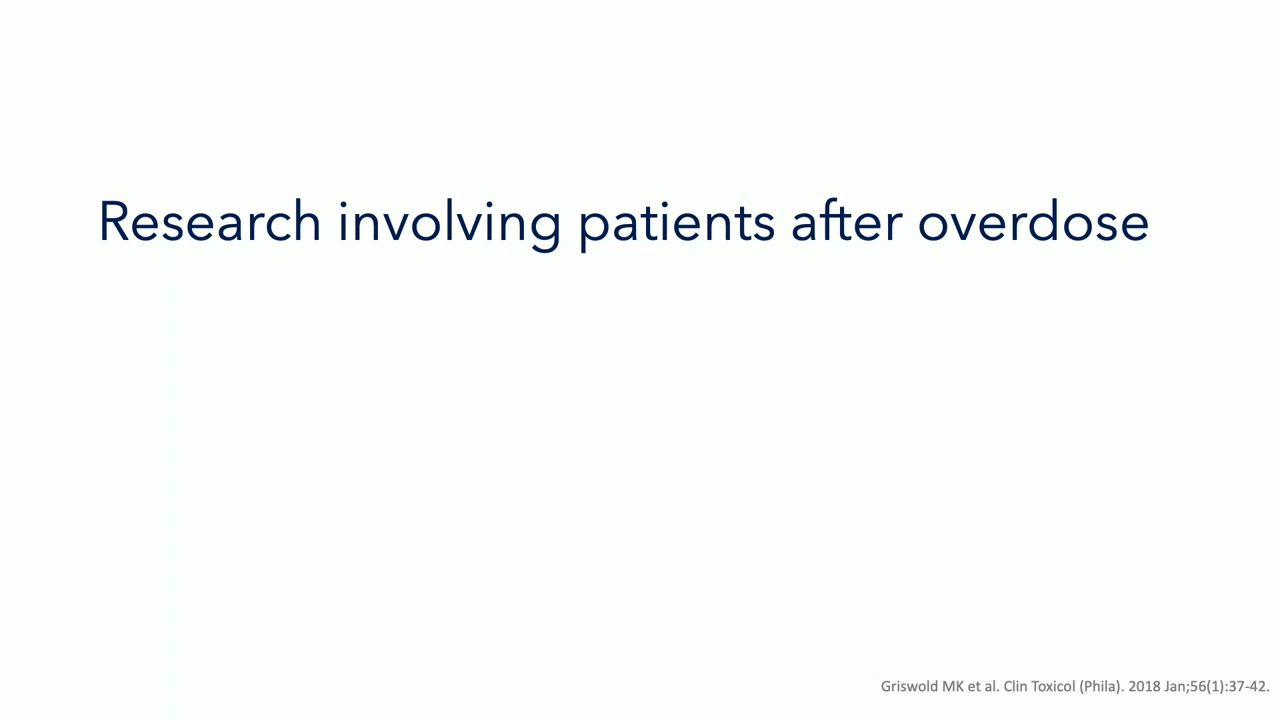 Research involving patients after overdose
Griswold MK et al. Clin Toxicol (Phila). 2018 Jan;56(1):37-42.